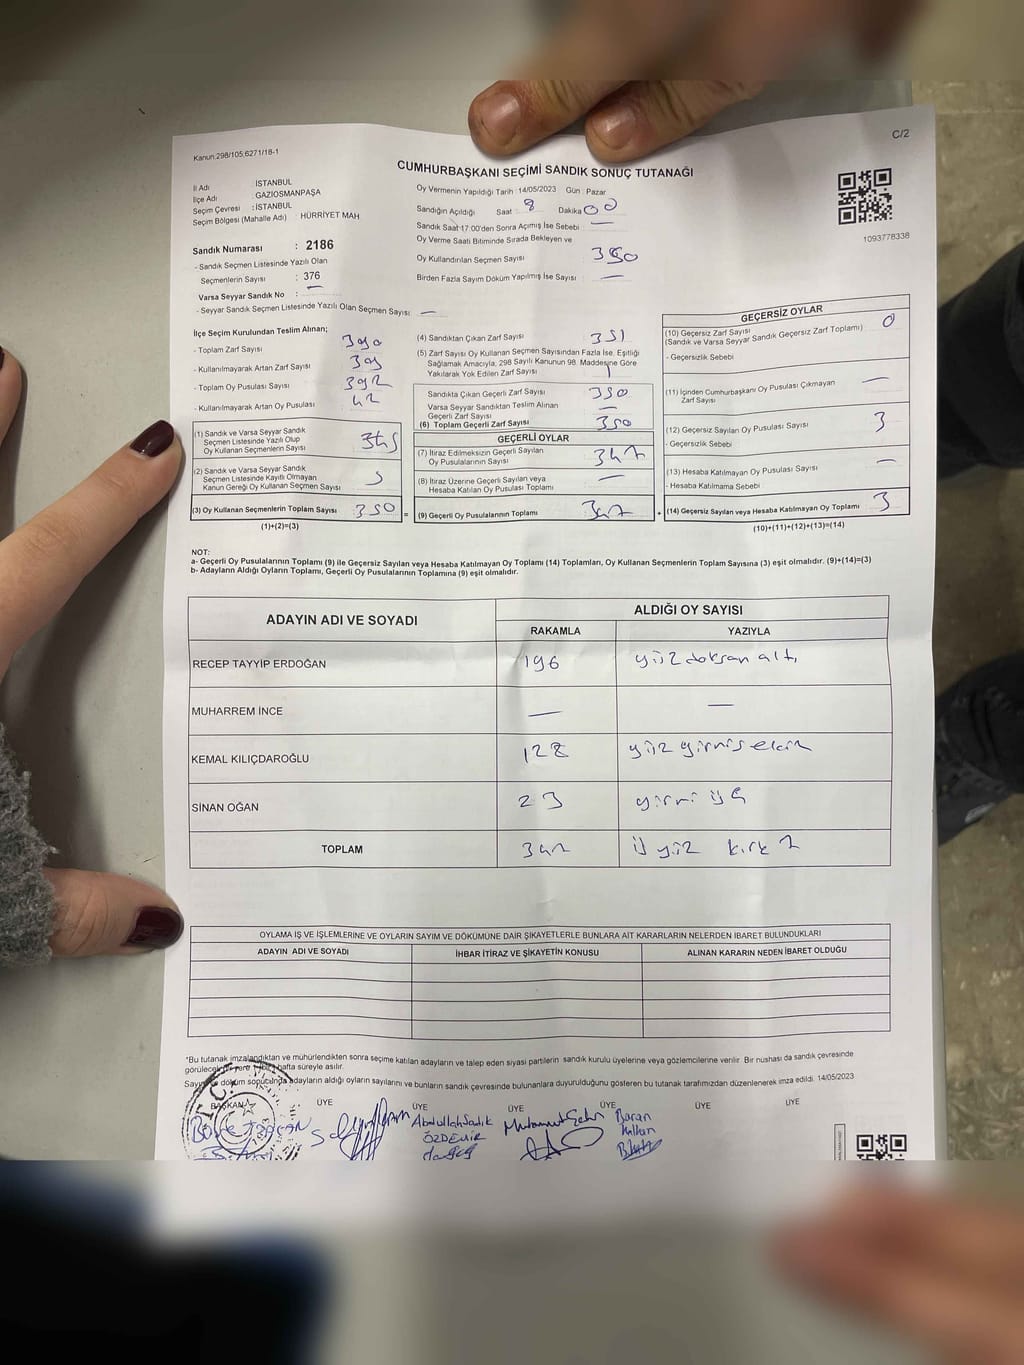 C/2
Kanun:298/105;6271/18-1
CUMHURBAŞKANI SEÇİMİ SANDIK SONUÇ TUTANAĞI
İl Adı : İSTANBUL
İlçe Adı : GAZİOSMANPAŞA
Seçim Çevresi : İSTANBUL
Seçim Bölgesi (Mahalle Adı) : HÜRRİYET MAH
Sandık Numarası : 2186
- Sandık Seçmen Listesinde Yazılı Olan
Seçmenlerin Sayısı : 376
Varsa Seyyar Sandık No : —
- Seyyar Sandık Seçmen Listesinde Yazılı Olan Seçmen Sayısı —
Oy Vermenin Yapıldığı Tarih : 14/05/2023 Gün : Pazar
Sandığın Açıldığı Saat : 8 Dakika 00
Sandık Saat 17:00'den Sonra Açımış İse Sebebi : —
Oy Verme Saati Bitiminde Sırada Bekleyen ve
Oy Kullandırılan Seçmen Sayısı 350
Birden Fazla Sayım Döküm Yapılmış İse Sayısı —
1093778338
İlçe Seçim Kurulundan Teslim Alınan;
- Toplam Zarf Sayısı 390
- Kullanılmayarak Artan Zarf Sayısı 39
- Toplam Oy Pusulası Sayısı 392
- Kullanılmayarak Artan Oy Pusulası 42
(1) Sandık ve Varsa Seyyar Sandık
Seçmen Listesinde Yazılı Olup
Oy Kullanan Seçmenlerin Sayısı 345
(2) Sandık ve Varsa Seyyar Sandık
Seçmen Listesinde Kayıtlı Olmayan
Kanun Gereği Oy Kullanan Seçmen Sayısı 5
(3) Oy Kullanan Seçmenlerin Toplam Sayısı 350 =
(1)+(2)=(3)
(4) Sandıktan Çıkan Zarf Sayısı 351
(5) Zarf Sayısı Oy Kullanan Seçmen Sayısından Fazla İse, Eşitliği
Sağlamak Amacıyla, 298 Sayılı Kanunun 98. Maddesine Göre
Yakılarak Yok Edilen Zarf Sayısı 1
Sandıkta Çıkan Geçerli Zarf Sayısı 350
Varsa Seyyar Sandıktan Teslim Alınan
Geçerli Zarf Sayısı —
(6) Toplam Geçerli Zarf Sayısı 350
GEÇERLİ OYLAR
(7) İtiraz Edilmeksizin Geçerli Sayılan
Oy Pusulalarının Sayısı 347
(8) İtiraz Üzerine Geçerli Sayılan veya
Hesaba Katılan Oy Pusulası Toplamı —
(9) Geçerli Oy Pusulalarının Toplamı 347 +
GEÇERSİZ OYLAR
(10) Geçersiz Zarf Sayısı
(Sandık ve Varsa Seyyar Sandık Geçersiz Zarf Toplamı) 0
- Geçersizlik Sebebi
(11) İçinden Cumhurbaşkanı Oy Pusulası Çıkmayan
Zarf Sayısı —
(12) Geçersiz Sayılan Oy Pusulası Sayısı 3
- Geçersizlik Sebebi
(13) Hesaba Katılmayan Oy Pusulası Sayısı —
- Hesaba Katılmama Sebebi
(14) Geçersiz Sayılan veya Hesaba Katılmayan Oy Toplamı 3
(10)+(11)+(12)+(13)=(14)
NOT:
a- Geçerli Oy Pusulalarının Toplamı (9) ile Geçersiz Sayılan veya Hesaba Katılmayan Oy Toplamı (14) Toplamları, Oy Kullanan Seçmenlerin Toplam Sayısına (3) eşit olmalıdır. (9)+(14)=(3)
b- Adayların Aldığı Oyların Toplamı, Geçerli Oy Pusulalarının Toplamına (9) eşit olmalıdır.
ADAYIN ADI VE SOYADI ALDIĞI OY SAYISI
RAKAMLA YAZIYLA
RECEP TAYYİP ERDOĞAN 196 yüz doksan altı
MUHARREM İNCE — —
KEMAL KILIÇDAROĞLU 128 yüz yirmi sekiz
SİNAN OĞAN 23 yirmi üç
TOPLAM 347 üç yüz kırk 7
OYLAMA İŞ VE İŞLEMLERİNE VE OYLARIN SAYIM VE DÖKÜMÜNE DAİR ŞİKAYETLERLE BUNLARA AİT KARARLARIN NELERDEN İBARET BULUNDUKLARI
ADAYIN ADI VE SOYADI İHBAR İTİRAZ VE ŞİKAYETİN KONUSU ALINAN KARARIN NEDEN İBARET OLDUĞU
*Bu tutanak imzalandıktan ve mühürlendikten sonra seçime katılan adayların ve talep eden siyasi partilerin sandık kurulu üyelerine veya gözlemcilerine verilir. Bir nüshası da sandık çevresinde
görülecek bir yere 1 (bir) hafta süreyle asılır.
Sayım ve döküm sonucunda adayların aldığı oyların sayılarını ve bunların sandık çevresinde bulunanlara duyurulduğunu gösteren bu tutanak tarafımızdan düzenlenerek imza edildi. 14/05/2023
BAŞKAN ÜYE ÜYE ÜYE ÜYE ÜYE ÜYE
T.C.
Abdullah Sadık
ÖZDEMİR
Baran